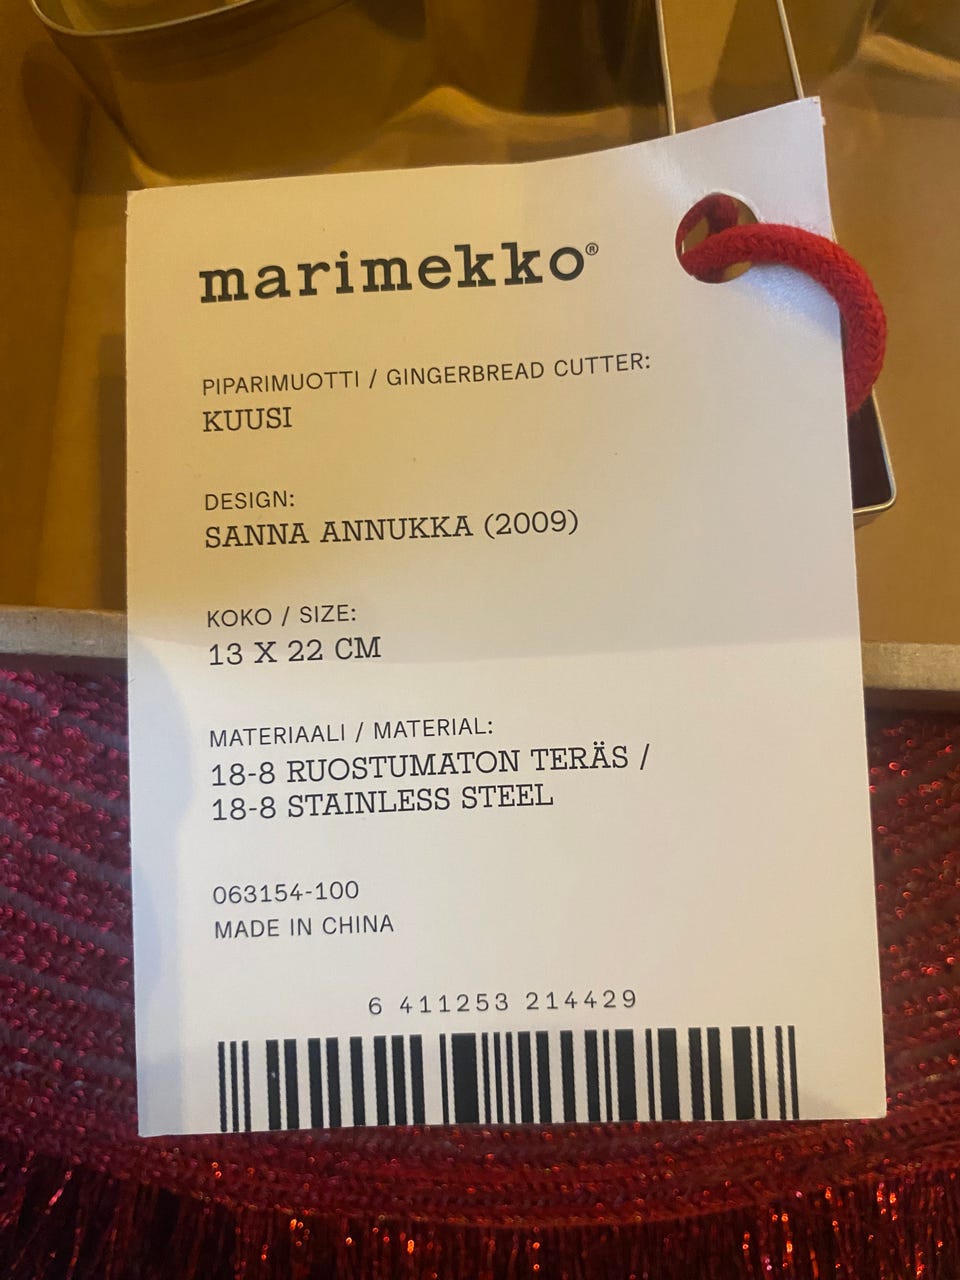 marimekko®
PIPARIMUOTTI / GINGERBREAD CUTTER:
KUUSI
DESIGN:
SANNA ANNUKKA (2009)
KOKO / SIZE:
13 X 22 CM
MATERIAALI / MATERIAL:
18-8 RUOSTUMATON TERÄS /
18-8 STAINLESS STEEL
063154-100
MADE IN CHINA
6 411253 214429